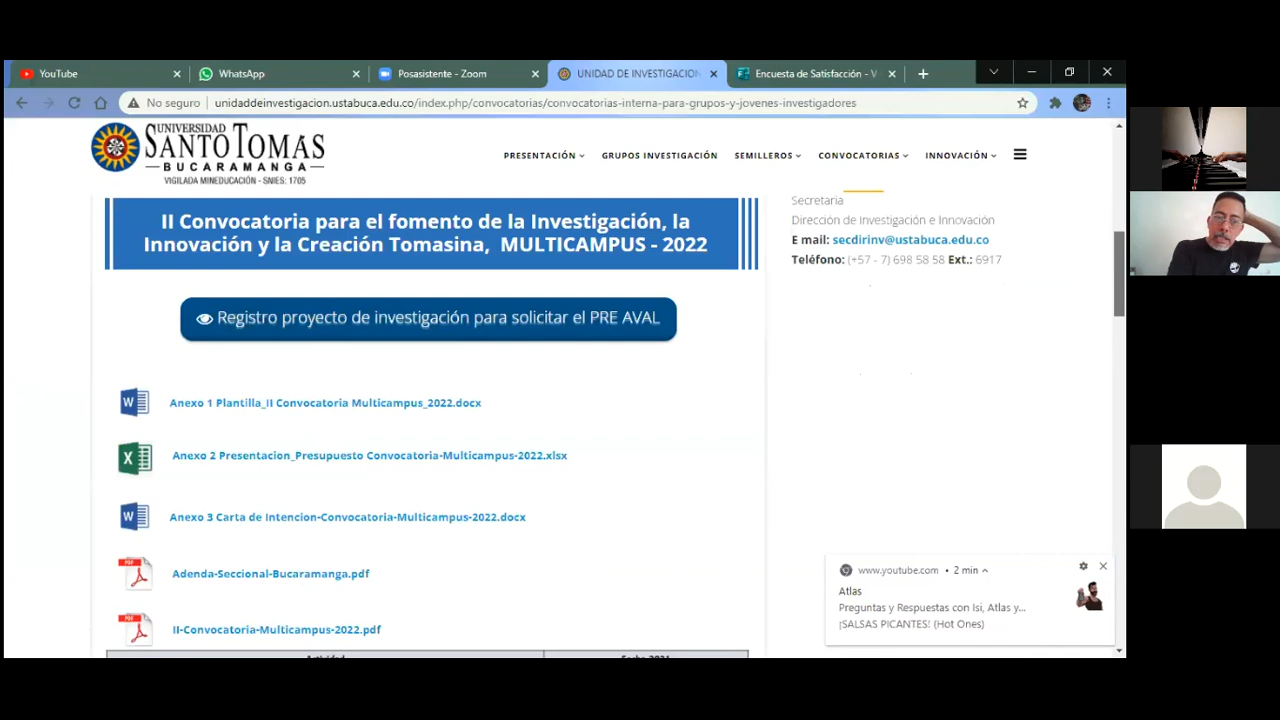 YouTube
WhatsApp
Posasistente - Zoom
UNIDAD DE INVESTIGACION
Encuesta de Satisfacción - V
No seguro
unidaddeinvestigacion.ustabuca.edu.co/index.php/convocatorias/convocatorias-interna-para-grupos-y-jovenes-investigadores
UNIVERSIDAD
SANTO TOMÁS
BUCARAMANGA
VIGILADA MINEDUCACIÓN - SNIES: 1705
PRESENTACIÓN
GRUPOS INVESTIGACIÓN
SEMILLEROS
CONVOCATORIAS
INNOVACIÓN
II Convocatoria para el fomento de la Investigación, la
Innovación y la Creación Tomasina, MULTICAMPUS - 2022
Registro proyecto de investigación para solicitar el PRE AVAL
Anexo 1 Plantilla_II Convocatoria Multicampus_2022.docx
Anexo 2 Presentacion_Presupuesto Convocatoria-Multicampus-2022.xlsx
Anexo 3 Carta de Intencion-Convocatoria-Multicampus-2022.docx
Adenda-Seccional-Bucaramanga.pdf
II-Convocatoria-Multicampus-2022.pdf
Secretaria
Dirección de Investigación e Innovación
E mail: secdirinv@ustabuca.edu.co
Teléfono: (+57 - 7) 698 58 58 Ext.: 6917
www.youtube.com • 2 min
Atlas
Preguntas y Respuestas con Isi, Atlas y...
¡SALSAS PICANTES! (Hot Ones)